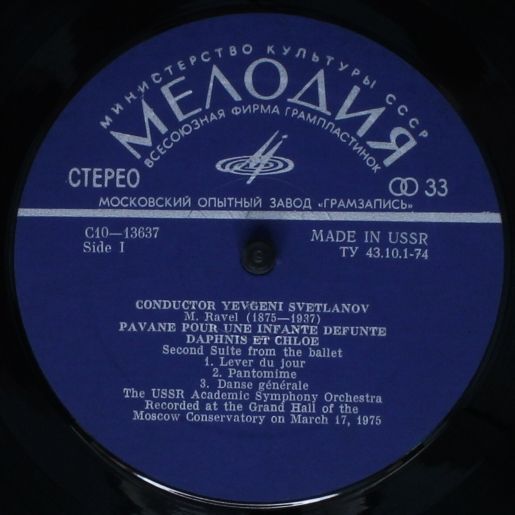 МИНИСТЕРСТВО КУЛЬТУРЫ СССР
МЕЛОДИЯ
ВСЕСОЮЗНАЯ ФИРМА ГРАМПЛАСТИНОК
СТЕРЕО
33
МОСКОВСКИЙ ОПЫТНЫЙ ЗАВОД «ГРАМЗАПИСЬ»
С10—13637
Side I
MADE IN USSR
ТУ 43.10.1-74
CONDUCTOR YEVGENI SVETLANOV
M. Ravel (1875—1937)
PAVANE POUR UNE INFANTE DEFUNTE
DAPHNIS ET CHLOE
Second Suite from the ballet
1. Lever du jour
2. Pantomime
3. Danse générale
The USSR Academic Symphony Orchestra
Recorded at the Grand Hall of the
Moscow Conservatory on March 17, 1975